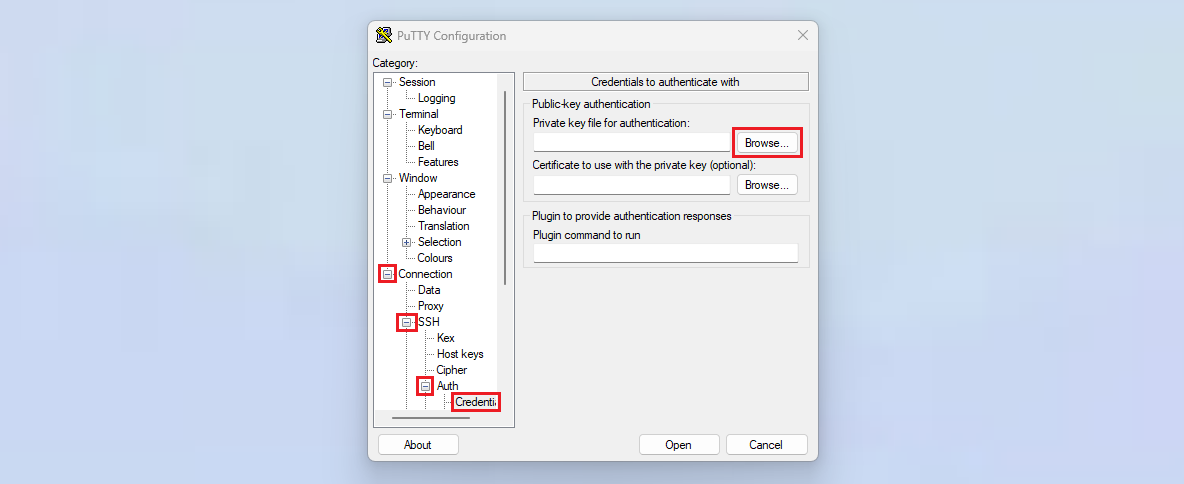 PuTTY Configuration
Category:
Session
Logging
Terminal
Keyboard
Bell
Features
Window
Appearance
Behaviour
Translation
Selection
Colours
Connection
Data
Proxy
SSH
Kex
Host keys
Cipher
Auth
Credentia
Credentials to authenticate with
Public-key authentication
Private key file for authentication:
Browse...
Certificate to use with the private key (optional):
Browse...
Plugin to provide authentication responses
Plugin command to run
About
Open
Cancel